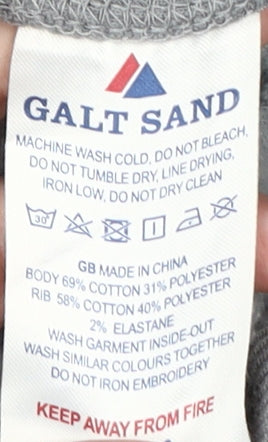 GALT SAND
MACHINE WASH COLD, DO NOT BLEACH,
DO NOT TUMBLE DRY, LINE DRYING,
IRON LOW, DO NOT DRY CLEAN
30°
GB MADE IN CHINA
BODY 69% COTTON 31% POLYESTER
RIB 58% COTTON 40% POLYESTER
2% ELASTANE
WASH GARMENT INSIDE-OUT
WASH SIMILAR COLOURS TOGETHER
DO NOT IRON EMBROIDERY
KEEP AWAY FROM FIRE